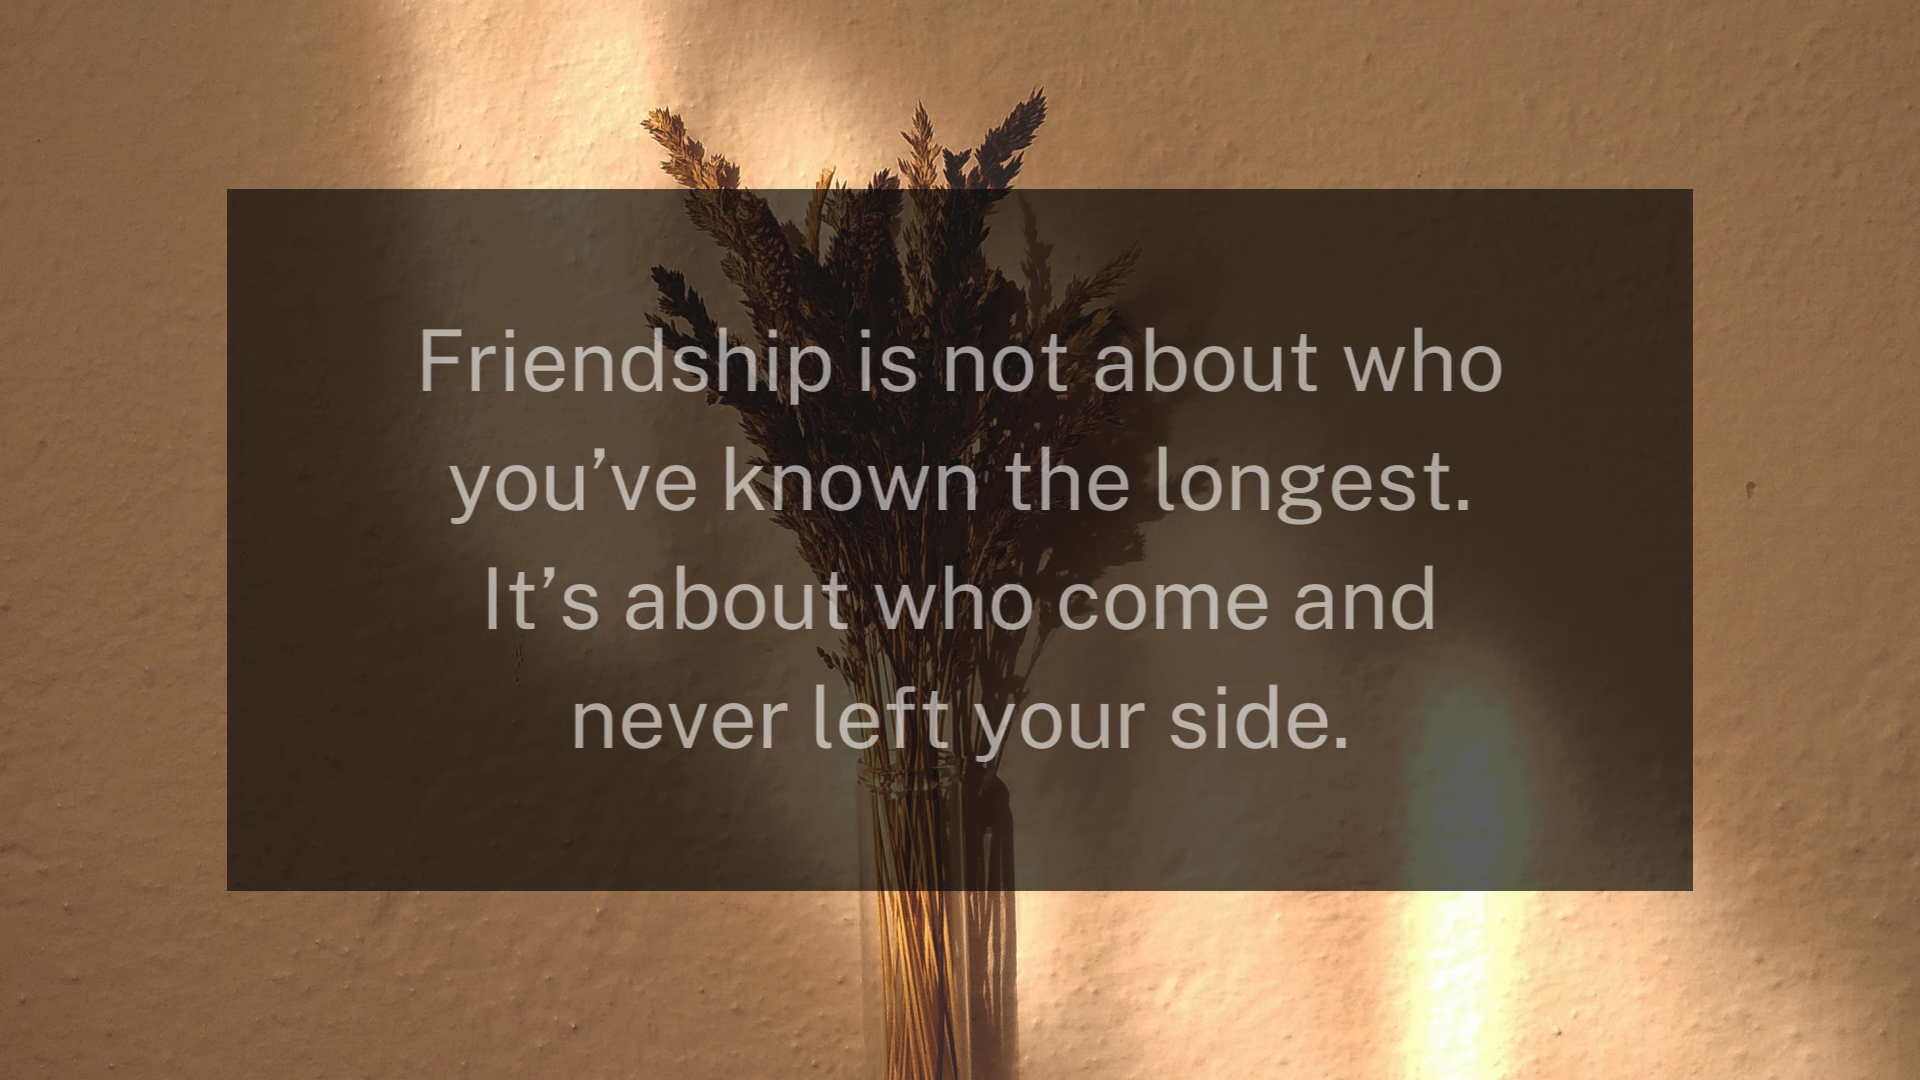 Friendship is not about who
you’ve known the longest.
It’s about who come and
never left your side.